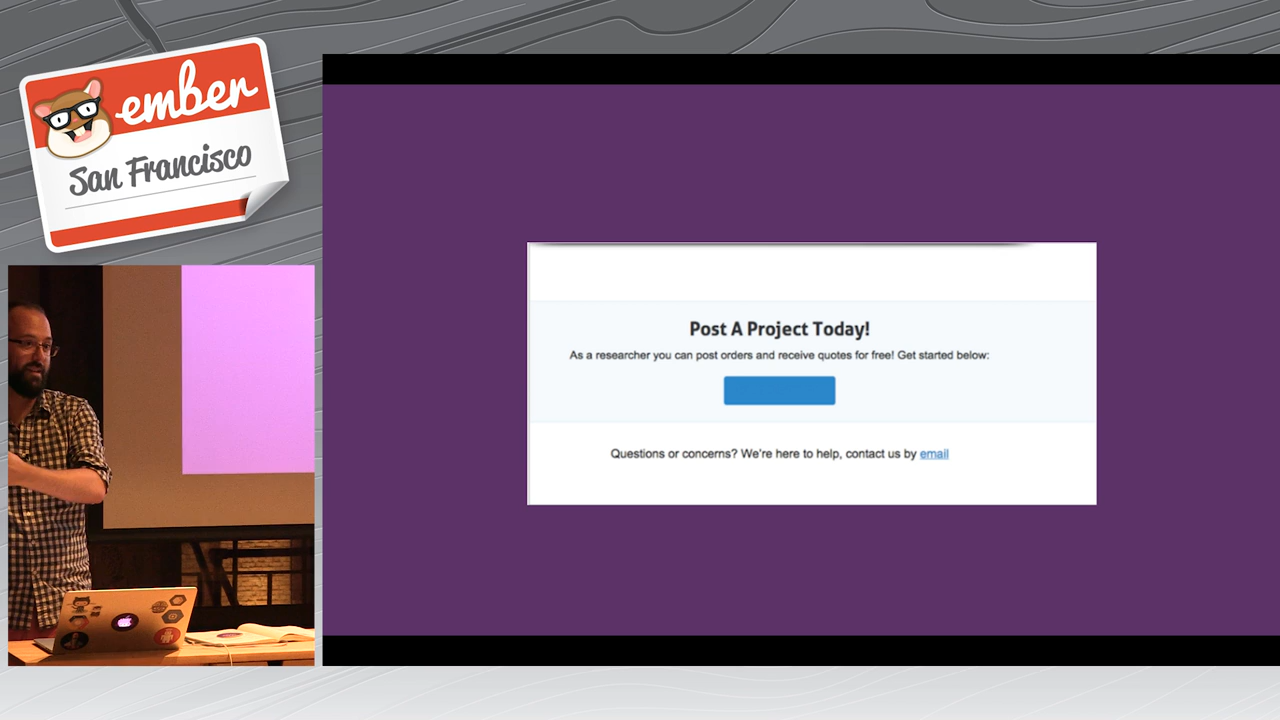 ember
San Francisco
Post A Project Today!
As a researcher you can post orders and receive quotes for free! Get started below:
Questions or concerns? We're here to help, contact us by email